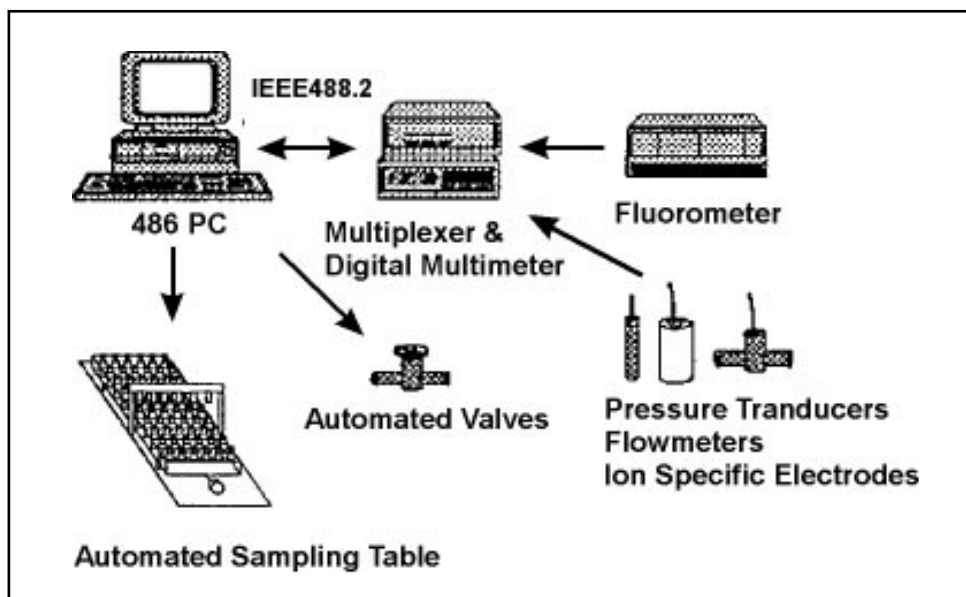 IEEE488.2
486 PC
Multiplexer &
Digital Multimeter
Fluorometer
Automated Valves
Pressure Tranducers
Flowmeters
Ion Specific Electrodes
Automated Sampling Table